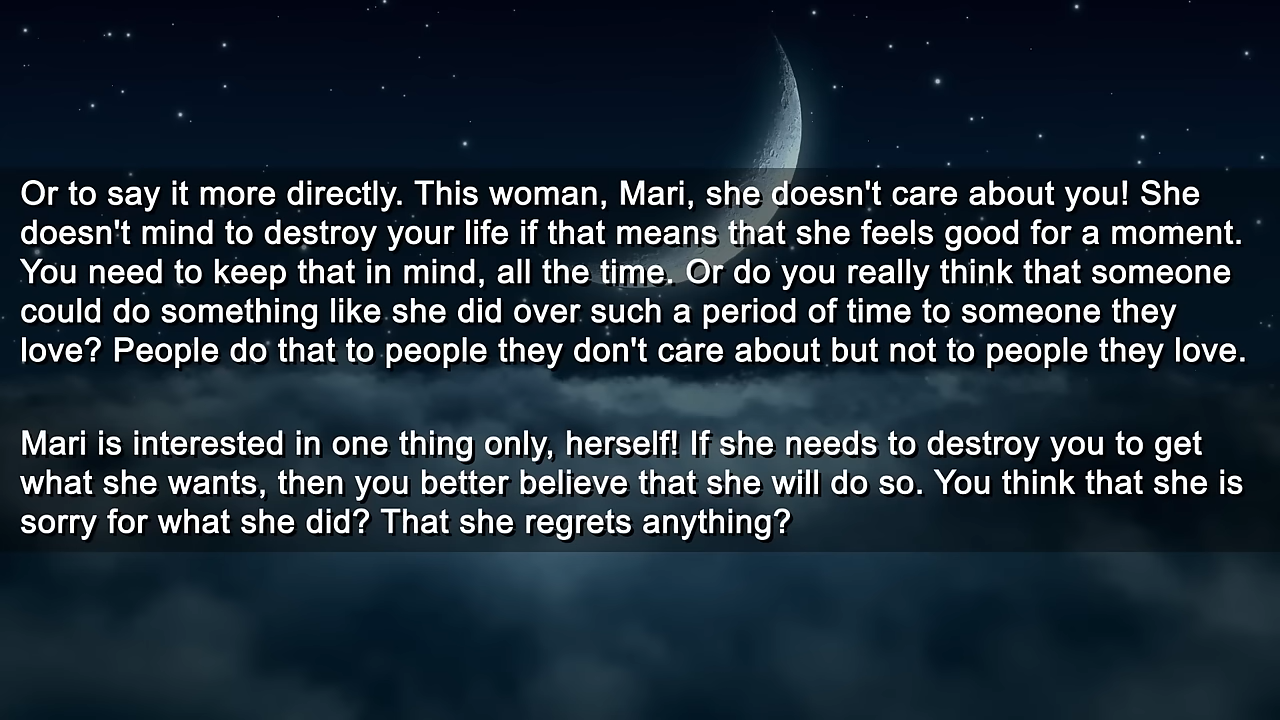 Or to say it more directly. This woman, Mari, she doesn't care about you! She
doesn't mind to destroy your life if that means that she feels good for a moment.
You need to keep that in mind, all the time. Or do you really think that someone
could do something like she did over such a period of time to someone they
love? People do that to people they don't care about but not to people they love.
Mari is interested in one thing only, herself! If she needs to destroy you to get
what she wants, then you better believe that she will do so. You think that she is
sorry for what she did? That she regrets anything?